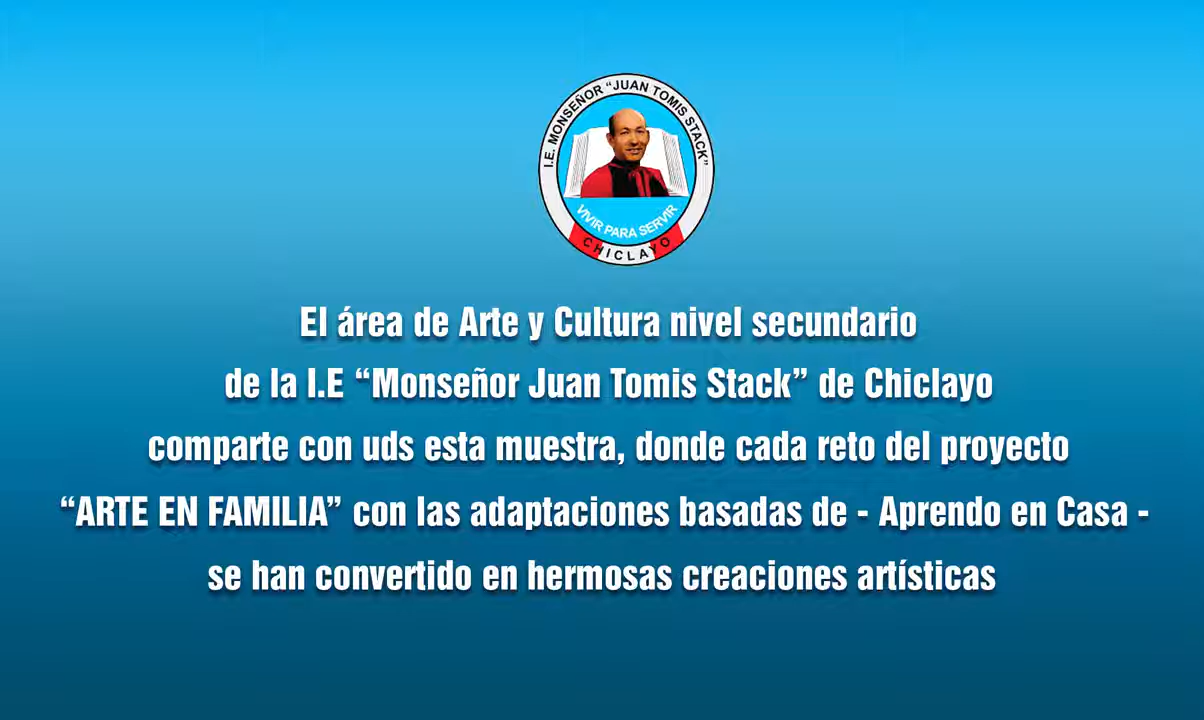 I.E. MONSEÑOR “JUAN TOMIS STACK”
VIVIR PARA SERVIR
CHICLAYO
El área de Arte y Cultura nivel secundario
de la I.E “Monseñor Juan Tomis Stack” de Chiclayo
comparte con uds esta muestra, donde cada reto del proyecto
“ARTE EN FAMILIA” con las adaptaciones basadas de - Aprendo en Casa -
se han convertido en hermosas creaciones artísticas